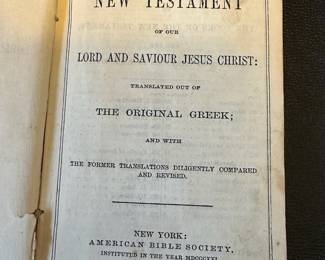 NEW TESTAMENT
OF OUR
LORD AND SAVIOUR JESUS CHRIST:
TRANSLATED OUT OF
THE ORIGINAL GREEK;
AND WITH
THE FORMER TRANSLATIONS DILIGENTLY COMPARED
AND REVISED.
NEW YORK:
AMERICAN BIBLE SOCIETY,
INSTITUTED IN THE YEAR